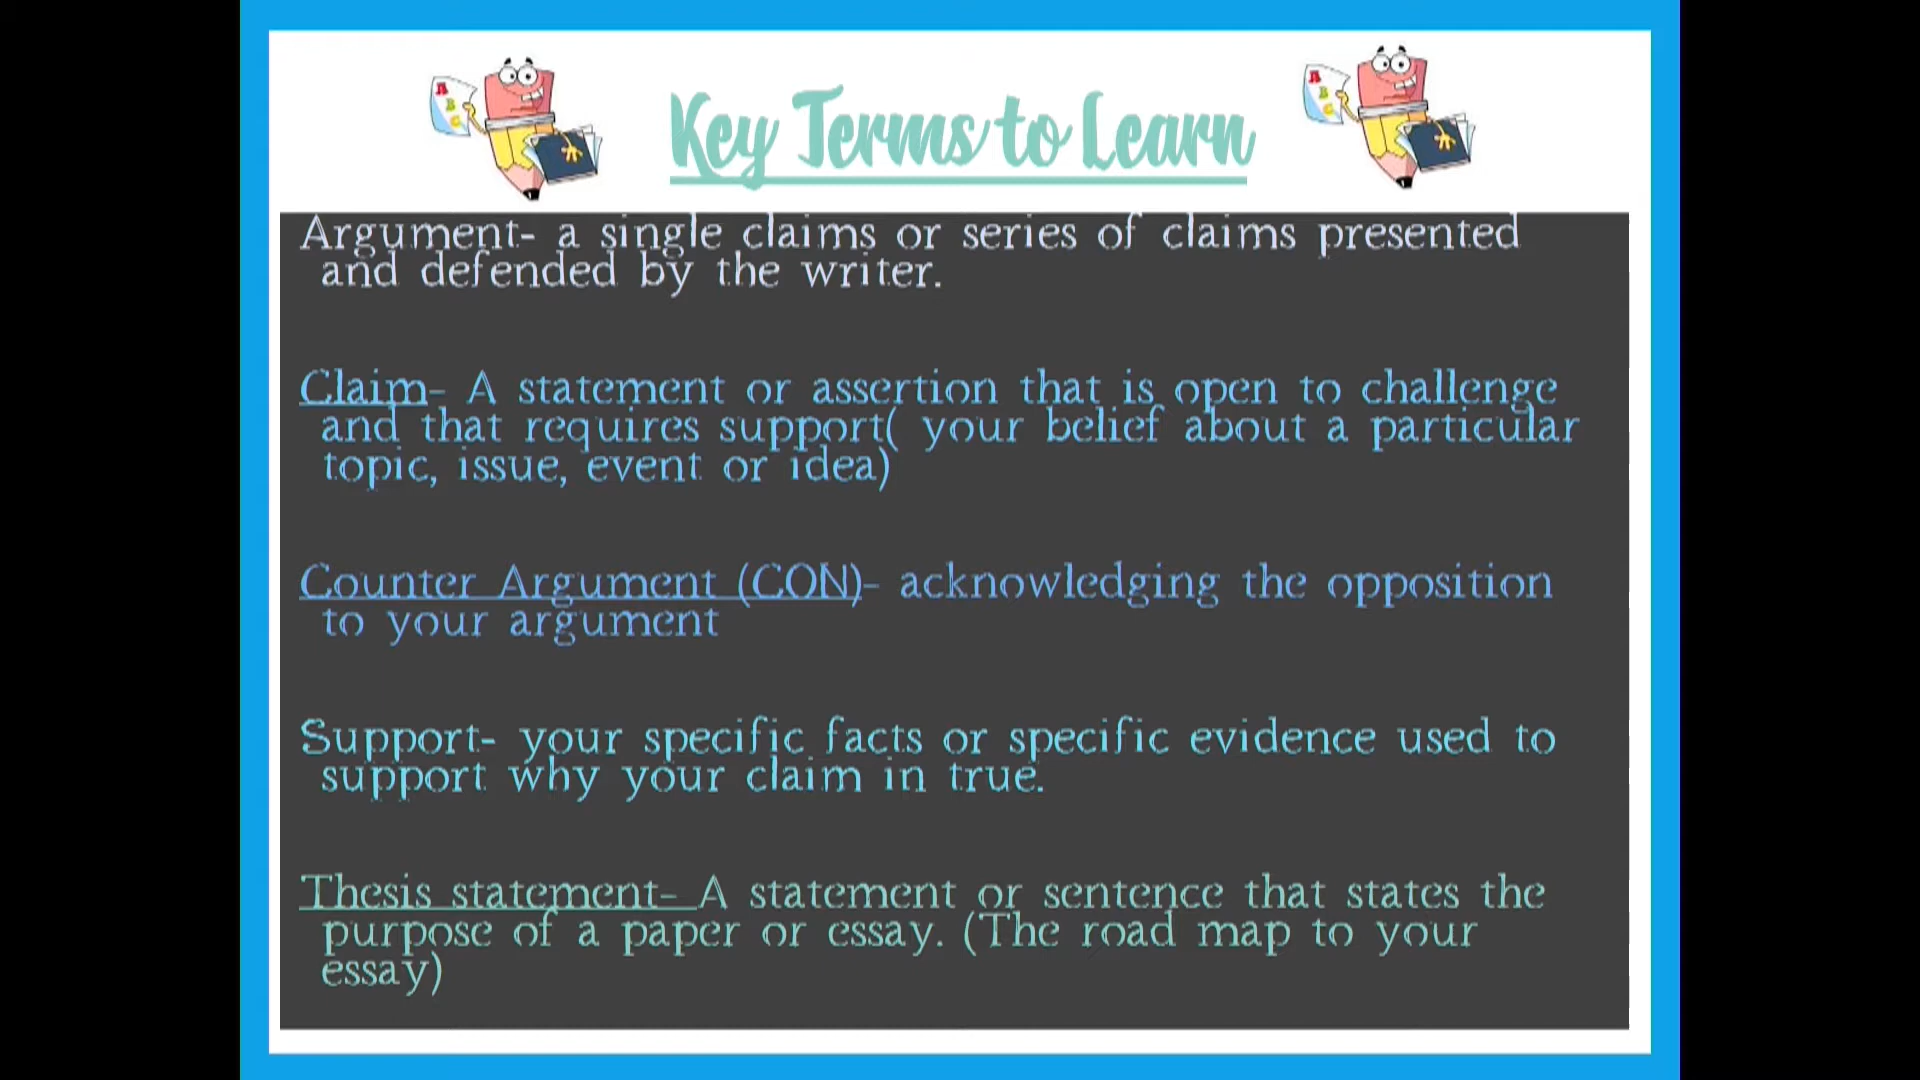 Key Terms to Learn
A
B
C
A
B
C
Argument- a single claims or series of claims presented
and defended by the writer.
Claim- A statement or assertion that is open to challenge
and that requires support( your belief about a particular
topic, issue, event or idea)
Counter Argument (CON)- acknowledging the opposition
to your argument
Support- your specific facts or specific evidence used to
support why your claim in true.
Thesis statement- A statement or sentence that states the
purpose of a paper or essay. (The road map to your
essay)